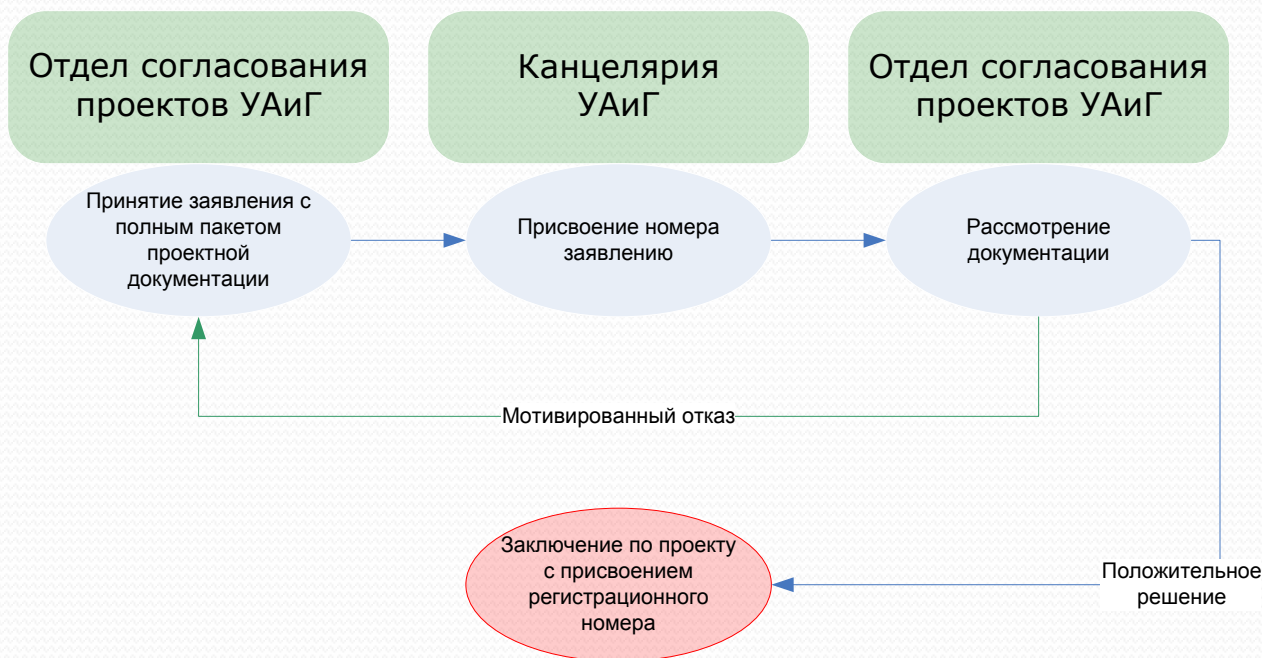 Отдел согласования
проектов УАиГ
Канцелярия
УАиГ
Отдел согласования
проектов УАиГ
Принятие заявления с
полным пакетом
проектной
документации
Присвоение номера
заявлению
Рассмотрение
документации
Мотивированный отказ
Заключение по проекту
с присвоением
регистрационного
номера
Положительное
решение